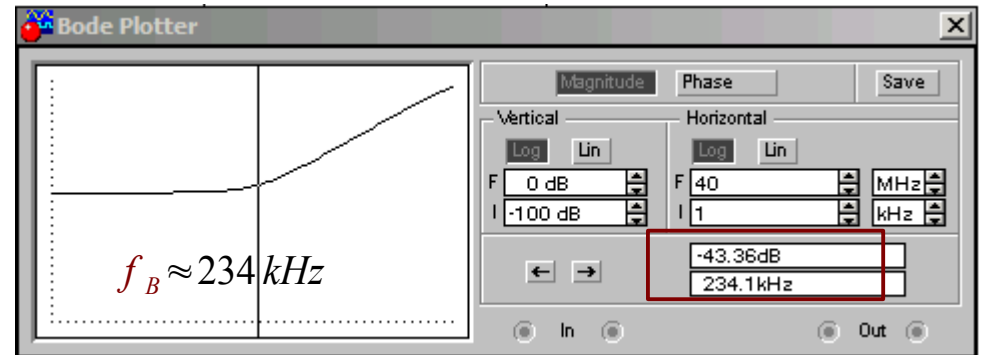 Bode Plotter
Magnitude Phase Save
Vertical Horizontal
Log Lin Log Lin
F 0 dB F 40 MHz
I -100 dB I 1 kHz
-43.36dB
← → 234.1kHz
f_B ≈ 234 kHz
In Out